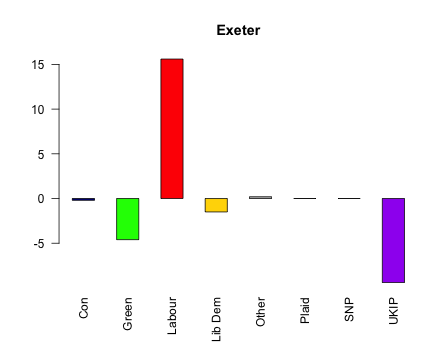 Exeter
15
10
5
0
-5
Con
Green
Labour
Lib Dem
Other
Plaid
SNP
UKIP